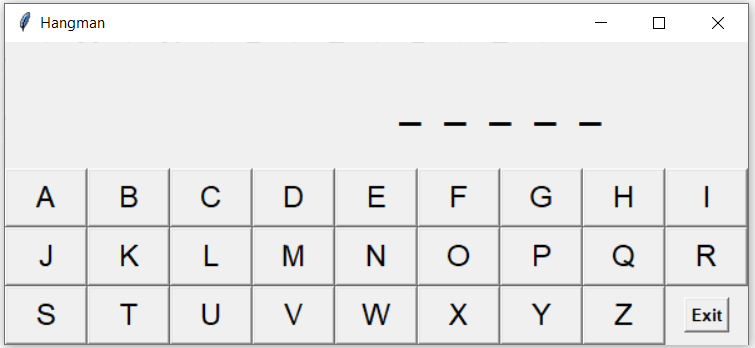 Hangman
_ _ _ _ _
A B C D E F G H I
J K L M N O P Q R
S T U V W X Y Z Exit